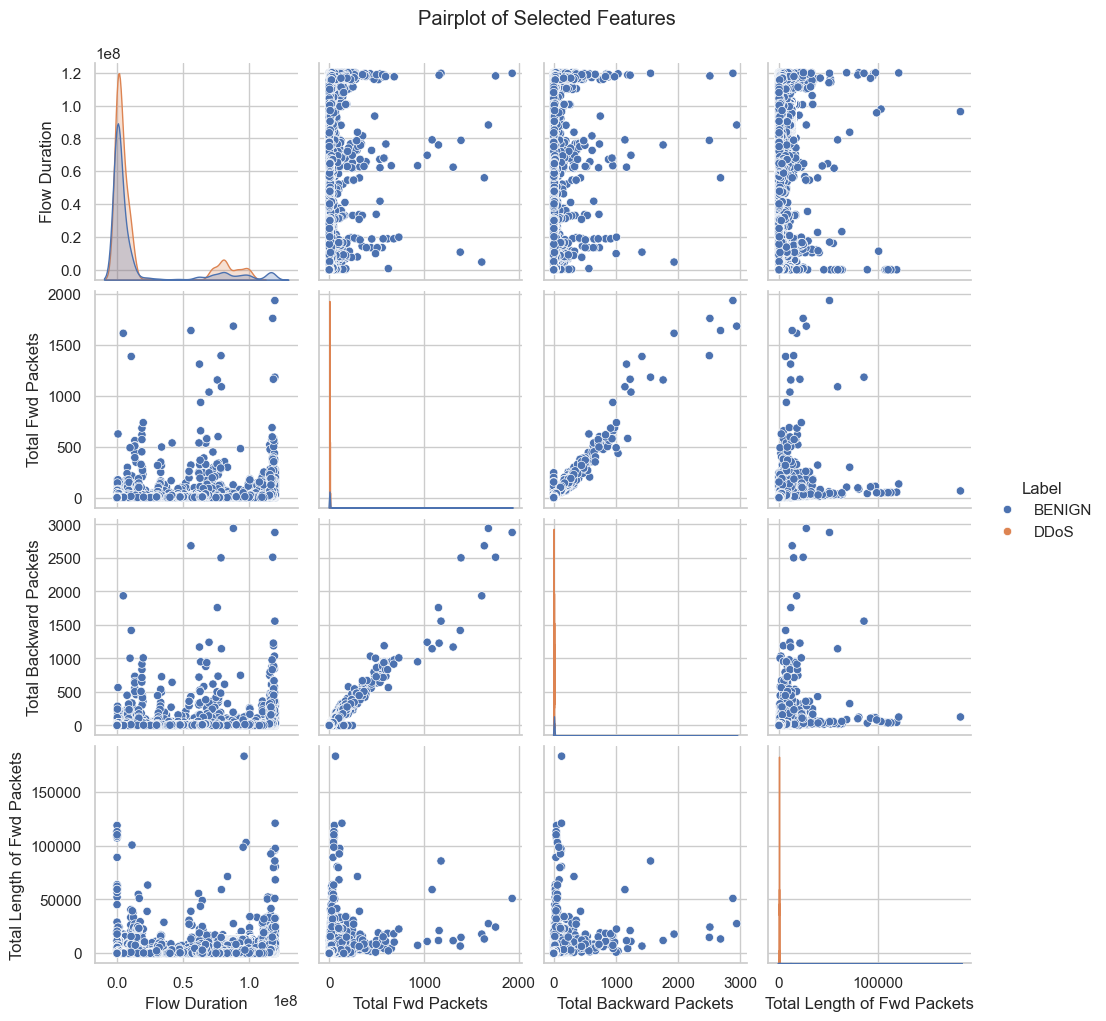 Pairplot of Selected Features
1e8
1.2
1.0
0.8
0.6
0.4
0.2
0.0
Flow Duration
2000
1500
1000
500
0
Total Fwd Packets
Label
BENIGN
DDoS
3000
2500
2000
1500
1000
500
0
Total Backward Packets
150000
100000
50000
0
Total Length of Fwd Packets
0.0 0.5 1.0
1e8
Flow Duration
0 1000 2000
Total Fwd Packets
0 1000 2000 3000
Total Backward Packets
0 100000
Total Length of Fwd Packets